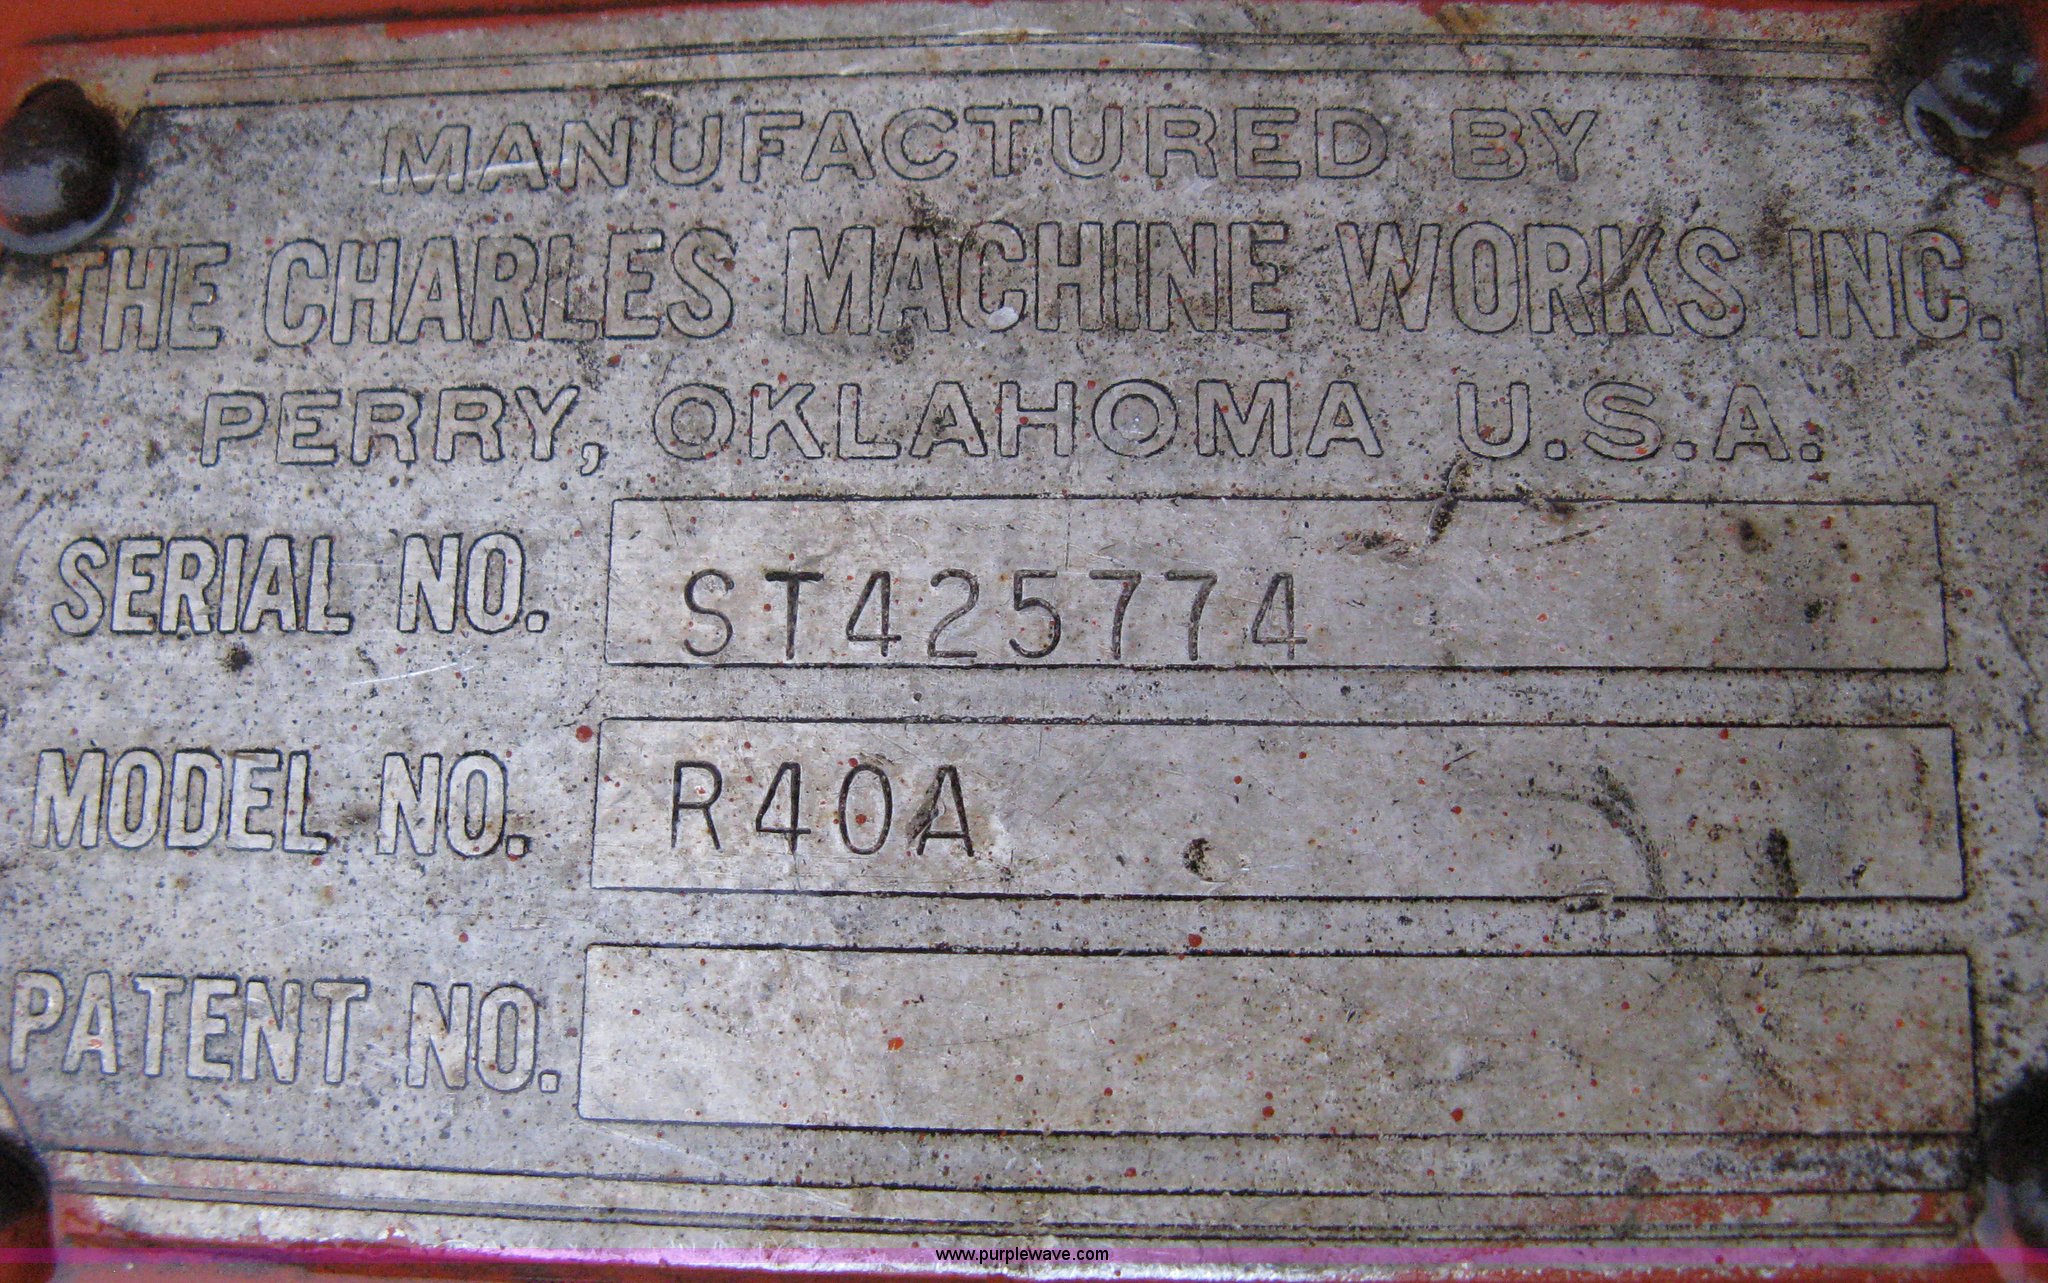 MANUFACTURED BY
THE CHARLES MACHINE WORKS INC.
PERRY, OKLAHOMA U.S.A.
SERIAL NO. ST425774
MODEL NO. R40A
PATENT NO.
www.purplewave.com